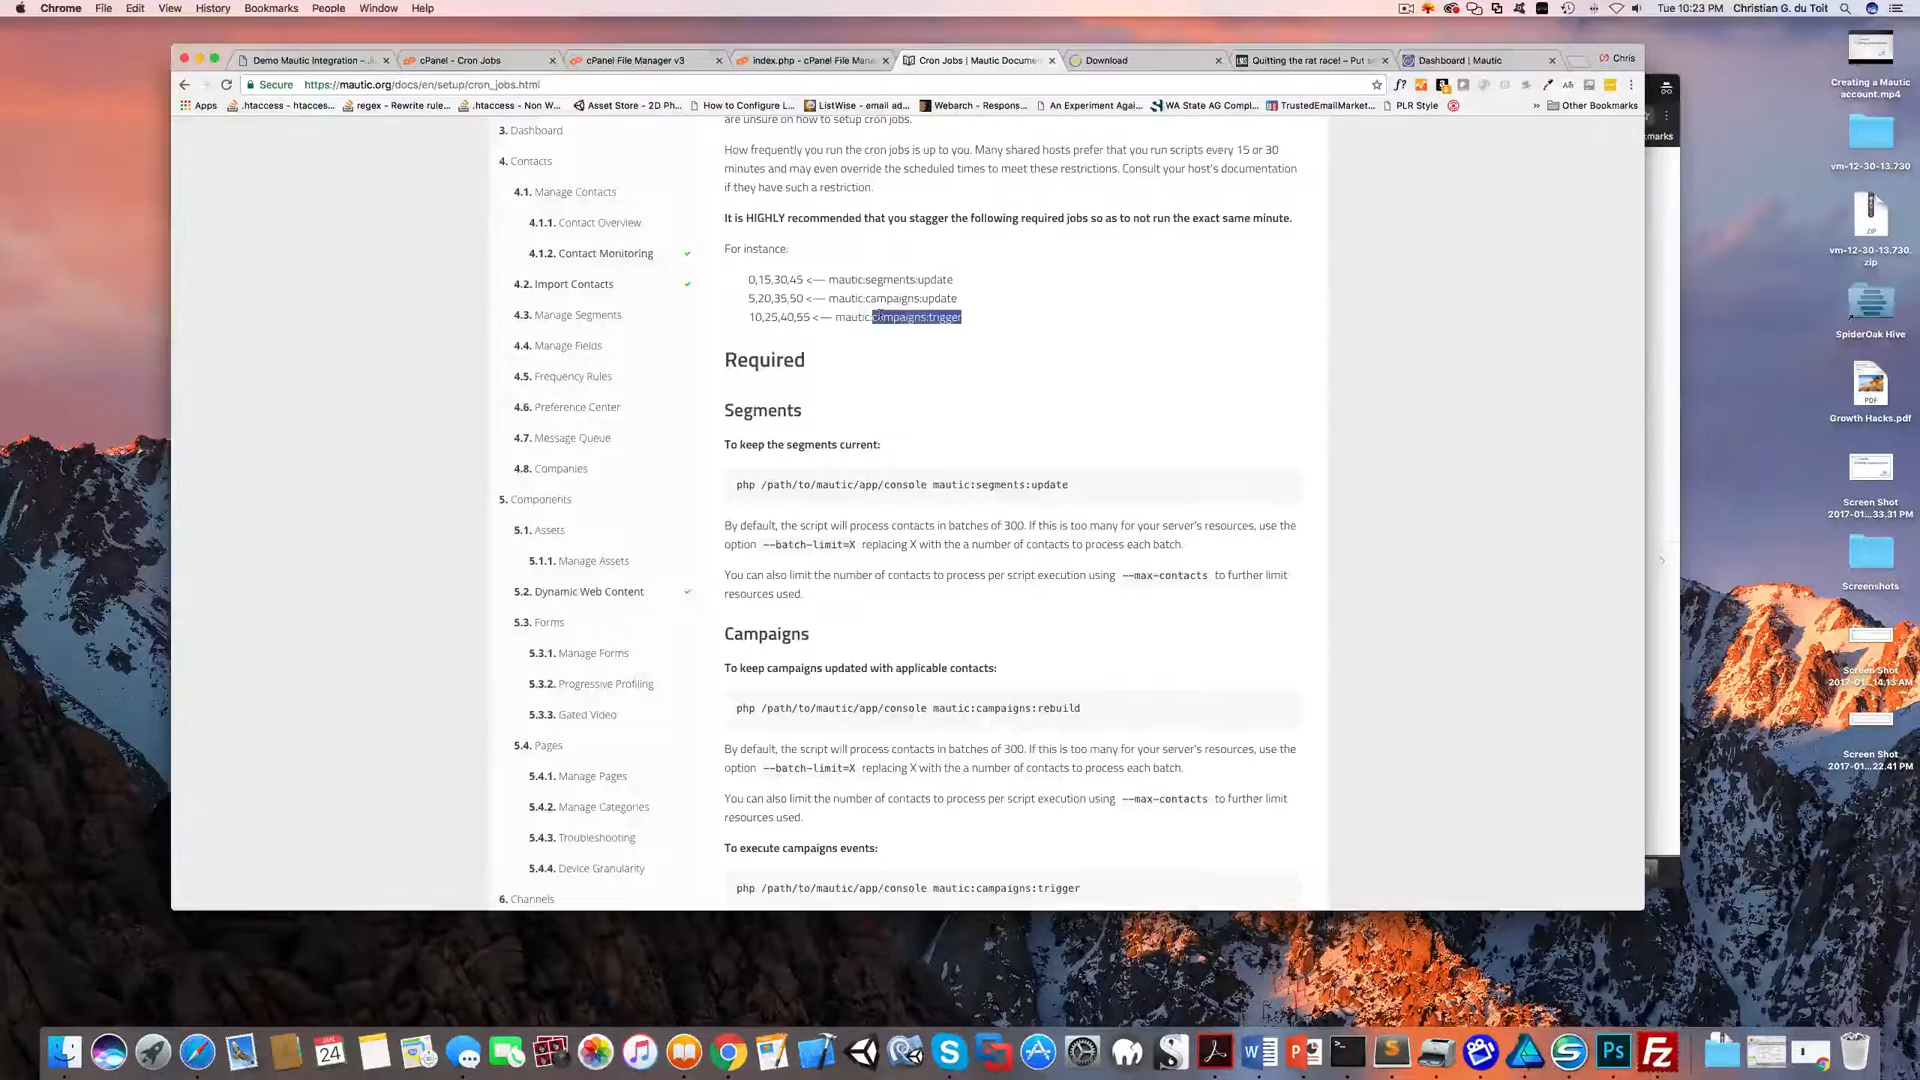 Chrome File Edit View History Bookmarks People Window Help Tue 10:23 PM Christian G. du Toit
Demo Mautic Integration – Ju cPanel - Cron Jobs cPanel File Manager v3 index.php - cPanel File Mana Cron Jobs | Mautic Documen Download Quitting the rat race! – Put s Dashboard | Mautic Chris
Secure https://mautic.org/docs/en/setup/cron_jobs.html
Apps .htaccess - htacces... regex - Rewrite rule... .htaccess - Non W... Asset Store - 2D Ph... How to Configure L... ListWise - email ad... Webarch - Respons... An Experiment Agai... WA State AG Compl... TrustedEmailMarket... PLR Style » Other Bookmarks
3. Dashboard
4. Contacts
4.1. Manage Contacts
4.1.1. Contact Overview
4.1.2. Contact Monitoring
4.2. Import Contacts
4.3. Manage Segments
4.4. Manage Fields
4.5. Frequency Rules
4.6. Preference Center
4.7. Message Queue
4.8. Companies
5. Components
5.1. Assets
5.1.1. Manage Assets
5.2. Dynamic Web Content
5.3. Forms
5.3.1. Manage Forms
5.3.2. Progressive Profiling
5.3.3. Gated Video
5.4. Pages
5.4.1. Manage Pages
5.4.2. Manage Categories
5.4.3. Troubleshooting
5.4.4. Device Granularity
6. Channels
are unsure on how to setup cron jobs.
How frequently you run the cron jobs is up to you. Many shared hosts prefer that you run scripts every 15 or 30
minutes and may even override the scheduled times to meet these restrictions. Consult your host's documentation
if they have such a restriction.
It is HIGHLY recommended that you stagger the following required jobs so as to not run the exact same minute.
For instance:
0,15,30,45 <— mautic:segments:update
5,20,35,50 <— mautic:campaigns:update
10,25,40,55 <— mautic:campaigns:trigger
Required
Segments
To keep the segments current:
php /path/to/mautic/app/console mautic:segments:update
By default, the script will process contacts in batches of 300. If this is too many for your server's resources, use the
option --batch-limit=X replacing X with the a number of contacts to process each batch.
You can also limit the number of contacts to process per script execution using --max-contacts to further limit
resources used.
Campaigns
To keep campaigns updated with applicable contacts:
php /path/to/mautic/app/console mautic:campaigns:rebuild
By default, the script will process contacts in batches of 300. If this is too many for your server's resources, use the
option --batch-limit=X replacing X with the a number of contacts to process each batch.
You can also limit the number of contacts to process per script execution using --max-contacts to further limit
resources used.
To execute campaigns events:
php /path/to/mautic/app/console mautic:campaigns:trigger
Creating a Mautic
account.mp4
vm-12-30-13.730
ZIP
vm-12-30-13.730.
zip
SpiderOak Hive
PDF
Growth Hacks.pdf
Screen Shot
2017-01...33.31 PM
Screenshots
Screen Shot
2017-01...14.13 AM
Screen Shot
2017-01...22.41 PM
JAN
24
Ps
Fz